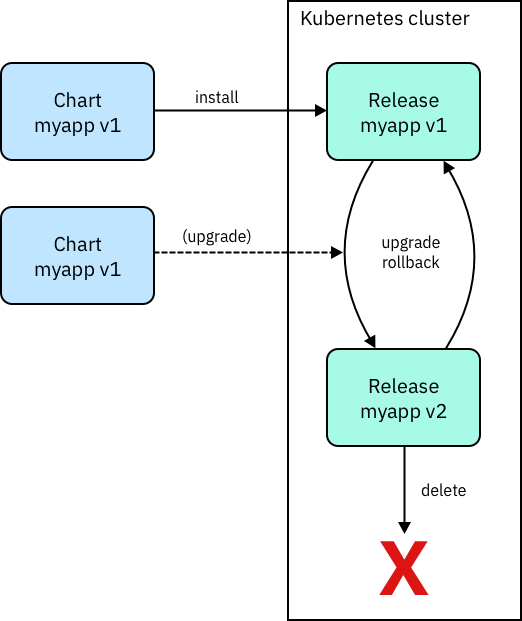 Kubernetes cluster
Chart
myapp v1
install
Release
myapp v1
Chart
myapp v1
(upgrade)
upgrade
rollback
Release
myapp v2
delete
X